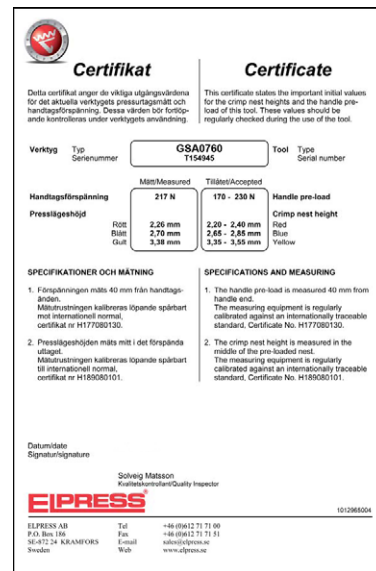 Certifikat
Certificate
Detta certifikat anger de viktiga utgångsvärdena
för det aktuella verktygets pressurtagsmått och
handtagsförspänning. Dessa värden bör fortlöp-
ande kontrolleras under verktygets användning.
This certificate states the important initial values
for the crimp nest heights and the handle pre-
load of this tool. These values should be
regularly checked during the use of the tool.
Verktyg Typ GSA0760 Tool Type
Serienummer T154945 Serial number
Mätt/Measured Tillåtet/Accepted
Handtagsförspänning 217 N 170 - 230 N Handle pre-load
Presslägeshöjd Crimp nest height
Rött 2,26 mm 2,20 - 2,40 mm Red
Blått 2,70 mm 2,65 - 2,85 mm Blue
Gult 3,38 mm 3,35 - 3,55 mm Yellow
SPECIFIKATIONER OCH MÄTNING
1. Förspänningen mäts 40 mm från handtags-
änden.
Mätutrustningen kalibreras löpande spårbart
mot internationell normal,
certifikat nr H177080130.
2. Presslägeshöjden mäts mitt i det förspända
uttaget.
Mätutrustningen kalibreras löpande spårbart
till internationell normal,
certifikat nr H189080101.
SPECIFICATIONS AND MEASURING
1. The handle pre-load is measured 40 mm from
handle end.
The measuring equipment is regularly
calibrated against an internationally traceable
standard, Certificate No. H177080130.
2. The crimp nest height is measured in the
middle of the pre-loaded nest.
The measuring equipment is regularly
calibrated against an internationally traceable
standard, Certificate No. H189080101.
Datum/date
Signatur/signature
Solveig Matsson
Kvalitetskontrollant/Quality Inspector
ELPRESS®
1012968004
ELPRESS AB Tel +46 (0)612 71 71 00
P.O. Box 186 Fax +46 (0)612 71 71 51
SE-872 24 KRAMFORS E-mail sales@elpress.se
Sweden Web www.elpress.se